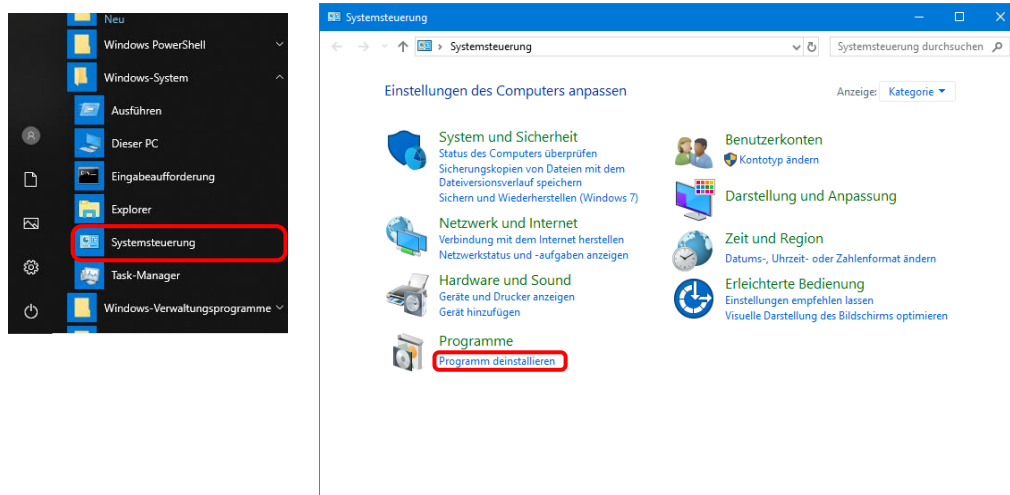 Neu
Windows PowerShell
Windows-System
Ausführen
Dieser PC
Eingabeaufforderung
Explorer
Systemsteuerung
Task-Manager
Windows-Verwaltungsprogramme
Systemsteuerung
Systemsteuerung
Systemsteuerung durchsuchen
Einstellungen des Computers anpassen
Anzeige: Kategorie
System und Sicherheit
Status des Computers überprüfen
Sicherungskopien von Dateien mit dem
Dateiversionsverlauf speichern
Sichern und Wiederherstellen (Windows 7)
Netzwerk und Internet
Verbindung mit dem Internet herstellen
Netzwerkstatus und -aufgaben anzeigen
Hardware und Sound
Geräte und Drucker anzeigen
Gerät hinzufügen
Programme
Programm deinstallieren
Benutzerkonten
Kontotyp ändern
Darstellung und Anpassung
Zeit und Region
Datums-, Uhrzeit- oder Zahlenformat ändern
Erleichterte Bedienung
Einstellungen empfehlen lassen
Visuelle Darstellung des Bildschirms optimieren